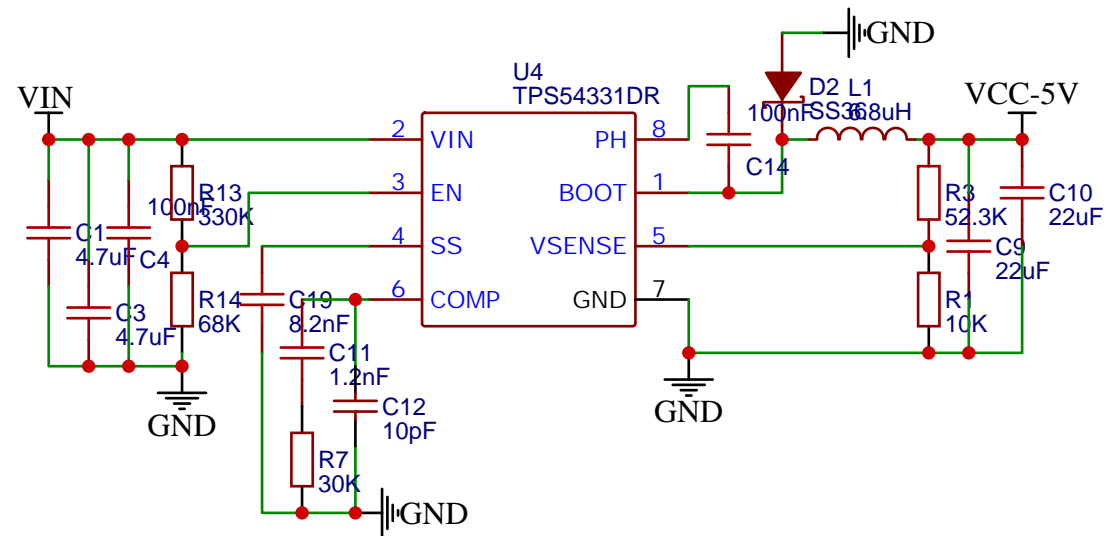 VIN
C1
4.7uF
C3
4.7uF
100nF
C4
R13
330K
R14
68K
GND
C19
8.2nF
C11
1.2nF
C12
10pF
R7
30K
GND
U4
TPS54331DR
2
VIN
3
EN
4
SS
6
COMP
PH
8
BOOT
1
VSENSE
5
GND
7
GND
100nF
C14
GND
D2
L1
6.8uH
VCC-5V
R3
52.3K
R1
10K
C9
22uF
C10
22uF